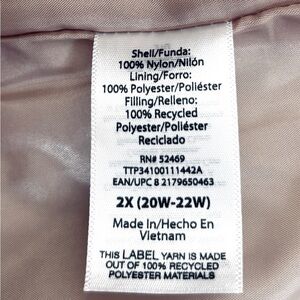 Shell/Funda:
100% Nylon/Nilón
Lining/Forro:
100% Polyester/Poliéster
Filling/Relleno:
100% Recycled
Polyester/Poliéster
Reciclado
RN# 52469
TTP34100111442A
EAN/UPC 8 2179650463
2X (20W-22W)
Made In/Hecho En
Vietnam
THIS LABEL YARN IS MADE
OUT OF 100% RECYCLED
POLYESTER MATERIALS